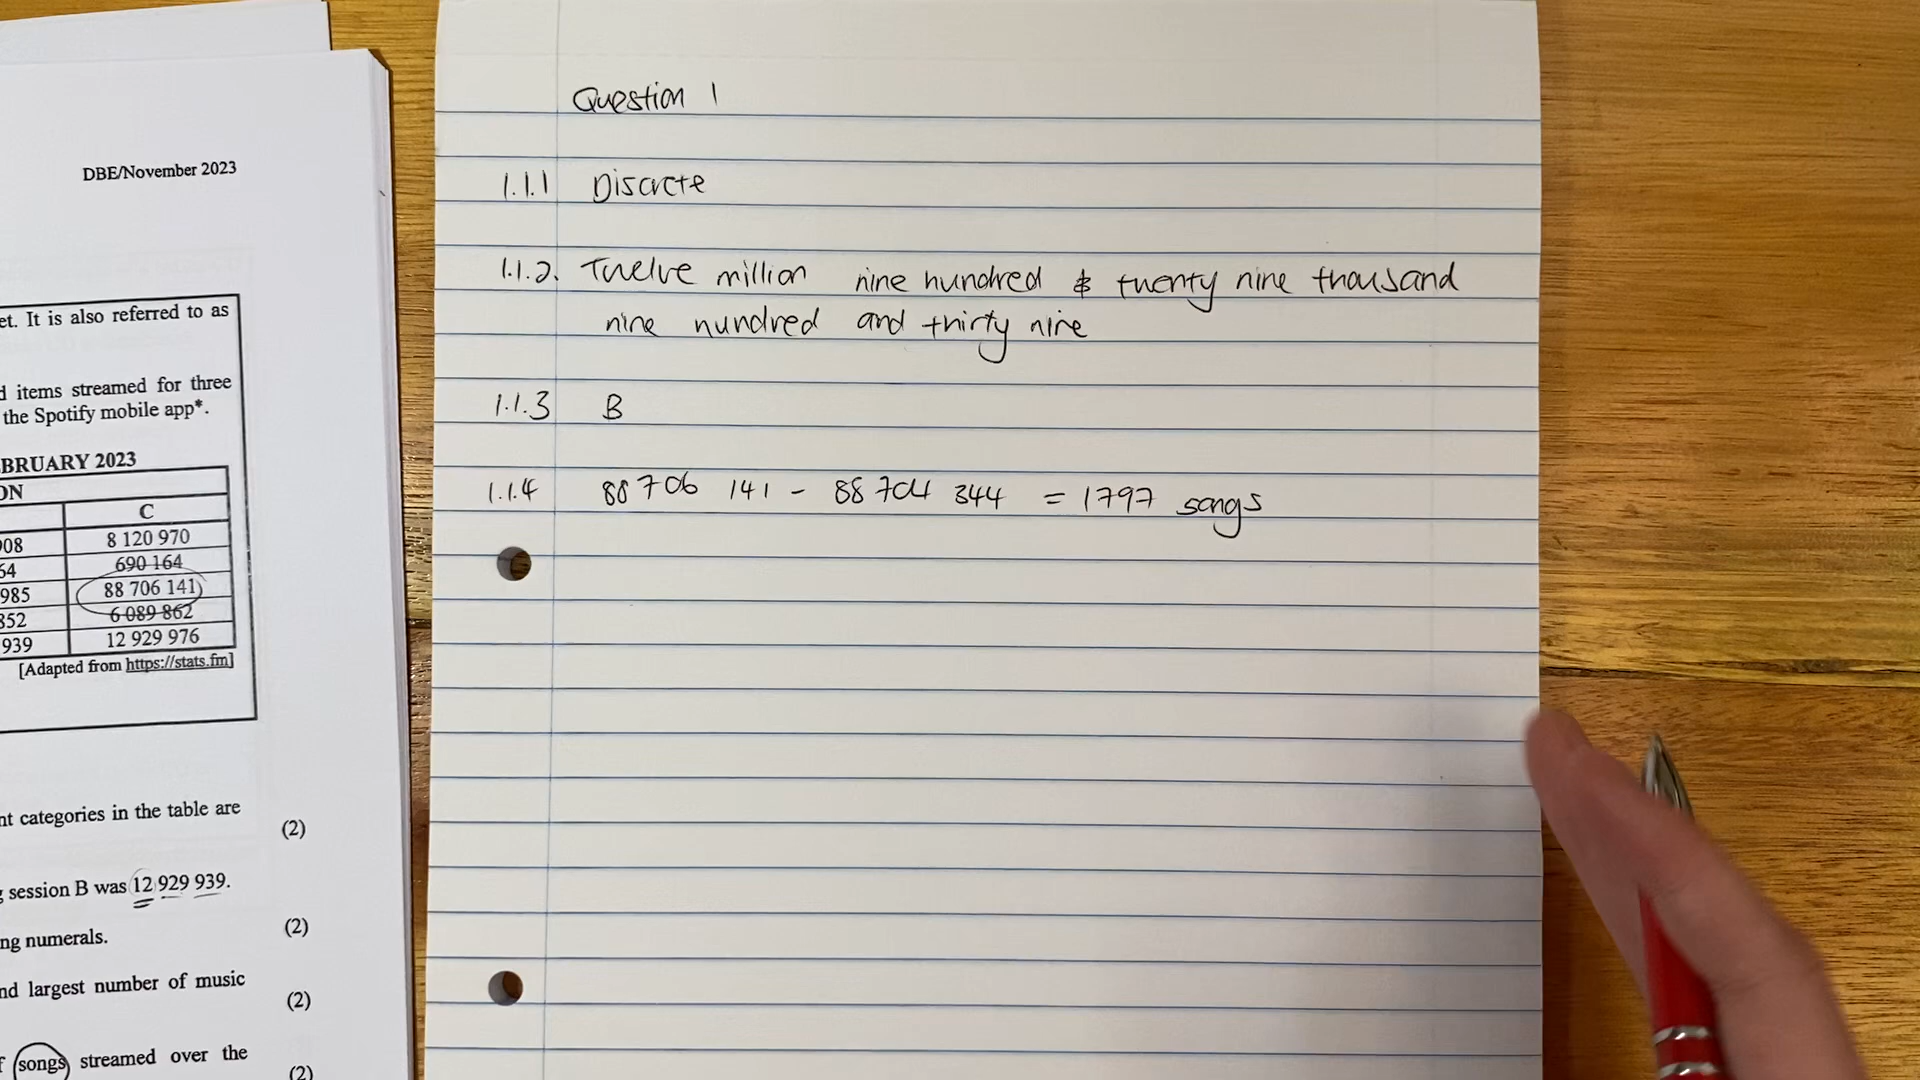 DBE/November 2023
et. It is also referred to as
d items streamed for three
the Spotify mobile app*.
BRUARY 2023
ON
C
908 8 120 970
64 690 164
985 88 706 141
852 6 089 862
939 12 929 976
[Adapted from https://stats.fm]
nt categories in the table are
(2)
g session B was 12 929 939.
ng numerals.
(2)
nd largest number of music
(2)
f songs streamed over the
(2)
Question 1
1.1.1 Discrete
1.1.2. Twelve million nine hundred & twenty nine thousand
nine hundred and thirty nine
1.1.3 B
1.1.4 88 706 141 - 88 704 344 = 1797 songs